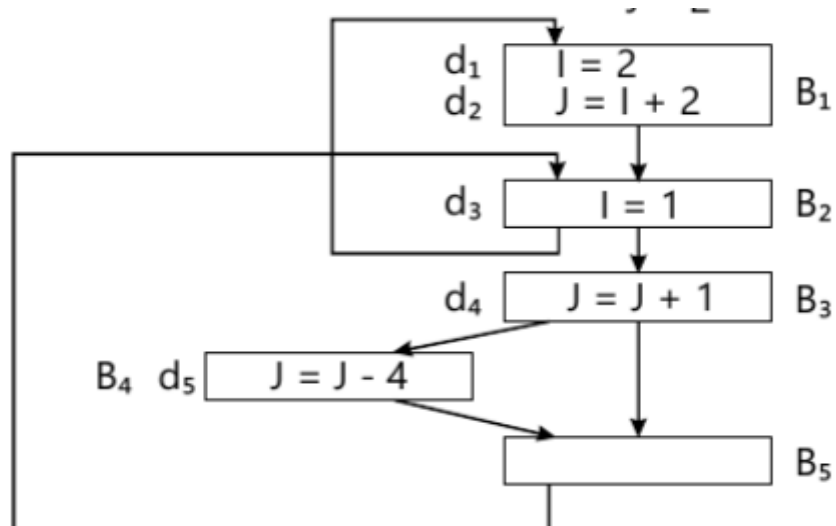 d₁ I = 2
d₂ J = I + 2 B₁
d₃ I = 1 B₂
d₄ J = J + 1 B₃
B₄ d₅ J = J - 4
B₅